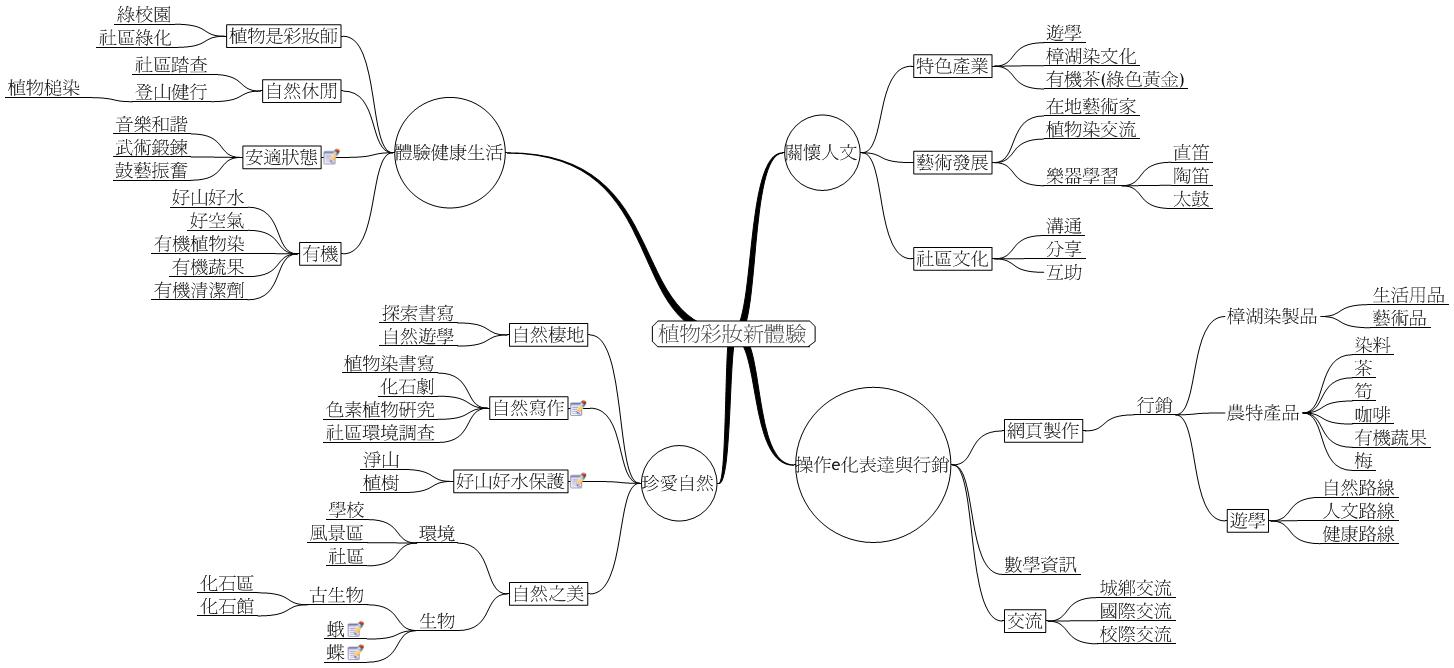 植物彩妝新體驗
體驗健康生活
植物是彩妝師
綠校園
社區綠化
自然休閒
社區踏查
登山健行
植物槌染
安適狀態
音樂和諧
武術鍛鍊
鼓藝振奮
有機
好山好水
好空氣
有機植物染
有機蔬果
有機清潔劑
珍愛自然
自然棲地
探索書寫
自然遊學
自然寫作
植物染書寫
化石劇
色素植物研究
社區環境調查
好山好水保護
淨山
植樹
自然之美
環境
學校
風景區
社區
生物
古生物
化石區
化石館
蛾
蝶
關懷人文
特色產業
遊學
樟湖染文化
有機茶(綠色黃金)
藝術發展
在地藝術家
植物染交流
樂器學習
直笛
陶笛
太鼓
社區文化
溝通
分享
互助
操作e化表達與行銷
網頁製作
行銷
樟湖染製品
生活用品
藝術品
農特產品
染料
茶
筍
咖啡
有機蔬果
梅
遊學
自然路線
人文路線
健康路線
數學資訊
交流
城鄉交流
國際交流
校際交流